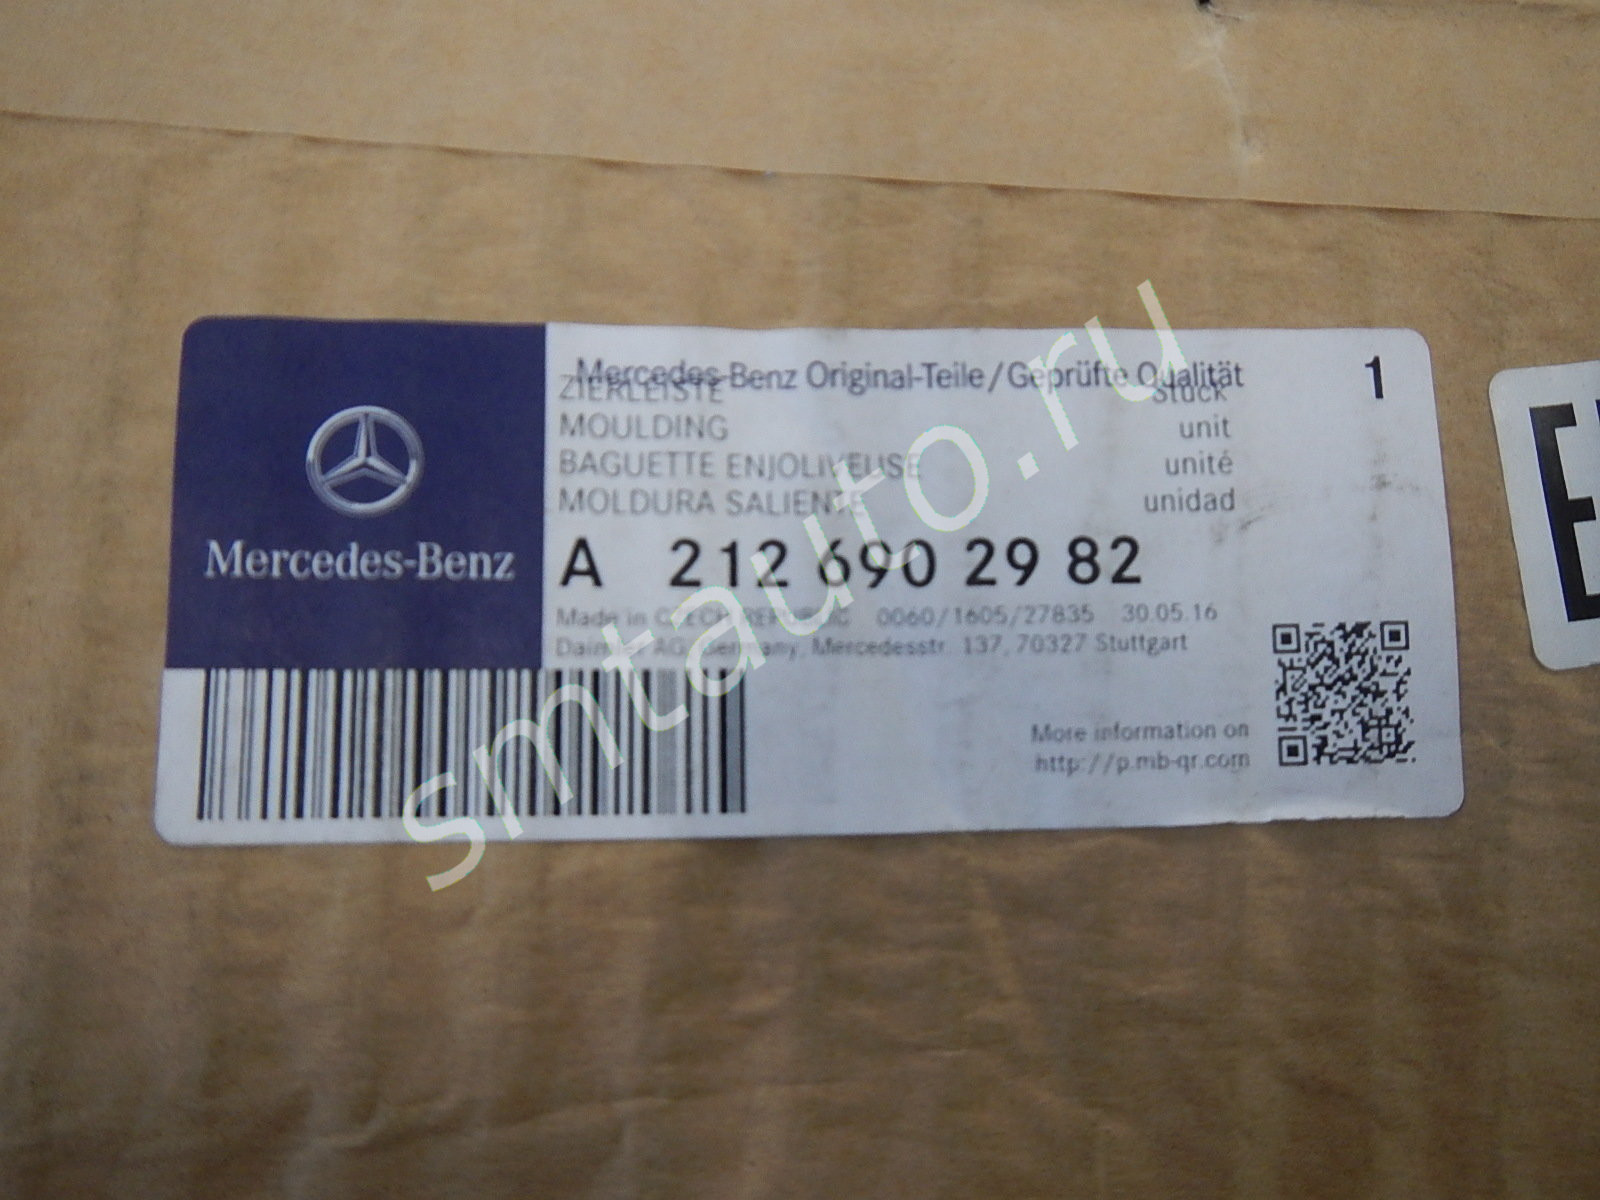 Mercedes-Benz Original-Teile/Geprüfte Qualität 1
ZIERLEISTE Stück
MOULDING unit
BAGUETTE ENJOLIVEUSE unité
MOLDURA SALIENTE unidad
Mercedes-Benz
A 212 690 29 82
Made in CZECH REPUBLIC 0060/1605/27835 30.05.16
Daimler AG, Germany, Mercedesstr. 137, 70327 Stuttgart
More information on
http://p.mb-qr.com
smtauto.ru
E